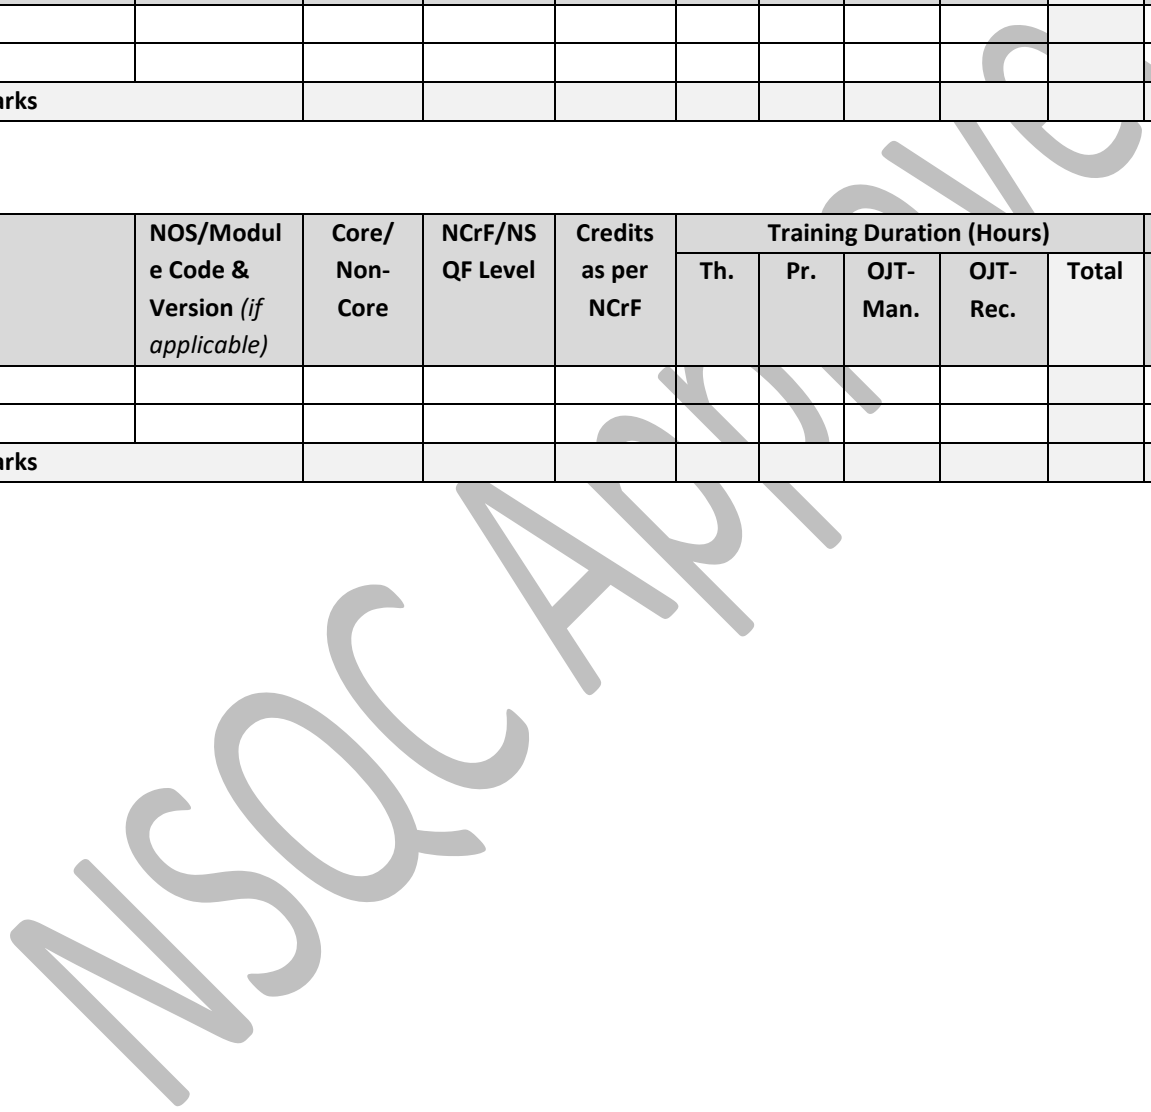 arks
NOS/Modul
e Code &
Version (if
applicable)
Core/
Non-
Core
NCrF/NS
QF Level
Credits
as per
NCrF
Training Duration (Hours)
Th.
Pr.
OJT-
Man.
OJT-
Rec.
Total
arks
NSQC Approve